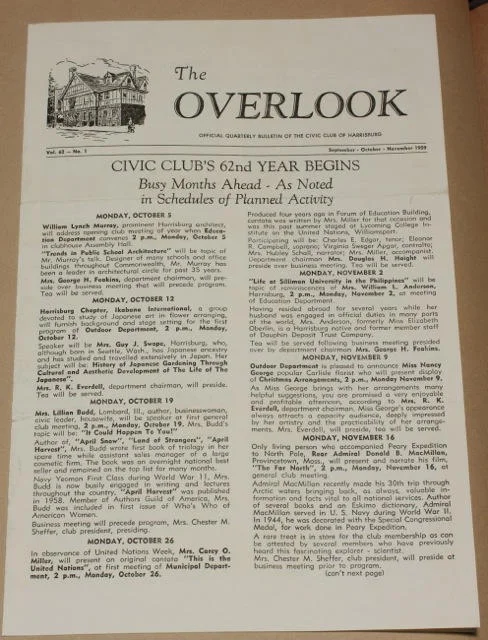 The
OVERLOOK
OFFICIAL QUARTERLY BULLETIN OF THE CIVIC CLUB OF HARRISBURG
Vol. 62 — No. 1
September - October - November 1959
CIVIC CLUB'S 62nd YEAR BEGINS
Busy Months Ahead - As Noted
in Schedules of Planned Activity
MONDAY, OCTOBER 5
William Lynch Murray, prominent Harrisburg architect,
will address opening club meeting of year when Educa-
tion Department convenes 2 p.m., Monday, October 5
in clubhouse Assembly Hall.
"Trends in Public School Architecture" will be topic of
Mr. Murray's talk. Designer of many schools and office
buildings throughout Commonwealth, Mr. Murray has
been a leader in architectural circle for past 35 years.
Mrs. George H. Feakins, department chairman, will pre-
side over business meeting that will precede program.
Tea will be served.
MONDAY, OCTOBER 12
Harrisburg Chapter, Ikebana International, a group
devoted to study of Japanese art in flower arranging,
will furnish background and stage setting for the first
program of Outdoor Department, 2 p.m., Monday,
October 12.
Speaker will be Mrs. Guy J. Swope, Harrisburg, who,
although born in Seattle, Wash., has Japanese ancestry
and has studied and travelled extensively in Japan. Her
subject will be: History of Japanese Gardening Through
Cultural and Aesthetic Development of The Life of The
Japanese".
Mrs. R. K. Everdell, department chairman, will preside.
Tea will be served.
MONDAY, OCTOBER 19
Mrs. Lillian Budd, Lombard, Ill., author, businesswoman,
civic leader, housewife, will be speaker at first general
club meeting, 2 p.m., Monday, October 19. Mrs. Budd's
topic will be: "It Could Happen To You!"
Author of, "April Snow", "Land of Strangers", "April
Harvest", Mrs. Budd wrote first book of triology in her
spare time while assistant sales manager of a large
cosmetic firm. The book was an overnight national best
seller and remained on the top list for many months.
Navy Yeoman First Class during World War I, Mrs.
Budd is now busily engaged in writing and lectures
throughout the country. "April Harvest" was published
in 1958. Member of Authors Guild of America, Mrs.
Budd was included in first issue of Who's Who of
American Women.
Business meeting will precede program, Mrs. Chester M.
Sheffer, club president, presiding.
MONDAY, OCTOBER 26
In observance of United Nations Week, Mrs. Carey O.
Miller, will present an original cantata "This is the
United Nations", at first meeting of Municipal Depart-
ment, 2 p.m., Monday, October 26.
Produced four years ago in Forum of Education Building,
cantata was written by Mrs. Miller for that occasion and
was this past summer staged at Lycoming College In-
stitute on the United Nations, Williamsport.
Participating will be: Charles E. Edgar, tenor; Eleanor
R. Campbell, soprano; Virginia Sweger Apgar, contralto;
Mrs. Hubley Schall, narrator; Mrs. Miller, accompanist.
Department chairman Mrs. Douglas H. Haight will
preside over business meeting. Tea will be served.
MONDAY, NOVEMBER 2
"Life at Silliman University in the Philippines" will be
topic of reminiscences of Mrs. William L. Anderson,
Harrisburg, 2 p.m., Monday, November 2, at meeting
of Education Department.
Having resided abroad for several years while her
husband was engaged in official duties in many parts
of the world, Mrs. Anderson, formerly Miss Elizabeth
Oberlin, is a Harrisburg native and former member staff
of Dauphin Deposit Trust Company.
Tea will be served following business meeting presided
over by department chairman Mrs. George H. Feakins.
MONDAY, NOVEMBER 9
Outdoor Department is pleased to announce Miss Nancy
George popular Carlisle florist who will present display
of Christmas Arrangements, 2 p.m., Monday November 9.
As Miss George brings with her arrangements many
helpful suggestions, you are promised a very enjoyable
and profitable afternoon, according to Mrs. R. K.
Everdell, department chairman. Miss George's appearance
always attracts a capacity audience, deeply impressed
by her artistry and the practicability of her arrange-
ments. Mrs. Everdell, will preside, tea will be served.
MONDAY, NOVEMBER 16
Only living person who accompanied Peary Expedition
to North Pole, Rear Admiral Donald B. MacMillan,
Provincetown, Mass., will present and narrate his film,
"The Far North", 2 p.m., Monday, November 16, at
general club meeting.
Admiral MacMillan recently made his 30th trip through
Arctic waters bringing back, as always, valuable in-
formation and facts vital to all national services. Author
of several books and an Eskimo dictionary, Admiral
MacMillan served in U. S. Navy during World War II.
In 1944, he was decorated with the Special Congressional
Medal, for work done in Peary Expedition.
A rare treat is in store for the club membership as can
be attested by several members who have previously
heard this fascinating explorer - scientist.
Mrs. Chester M. Sheffer, club president, will preside at
business meeting prior to program.
(con't next page)